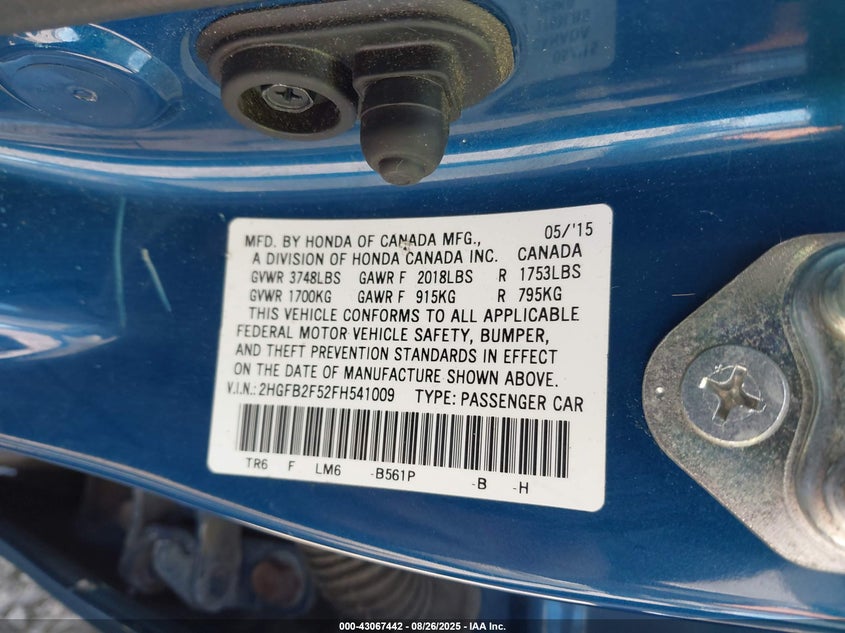 05/'15
MFD. BY HONDA OF CANADA MFG.,
A DIVISION OF HONDA CANADA INC. CANADA
GVWR 3748LBS GAWR F 2018LBS R 1753LBS
GVWR 1700KG GAWR F 915KG R 795KG
THIS VEHICLE CONFORMS TO ALL APPLICABLE
FEDERAL MOTOR VEHICLE SAFETY, BUMPER,
AND THEFT PREVENTION STANDARDS IN EFFECT
ON THE DATE OF MANUFACTURE SHOWN ABOVE.
V.I.N.: 2HGFB2F52FH541009 TYPE: PASSENGER CAR
TR6 F LM6 -B561P -B -H
000-43067442 - 08/26/2025 - IAA Inc.